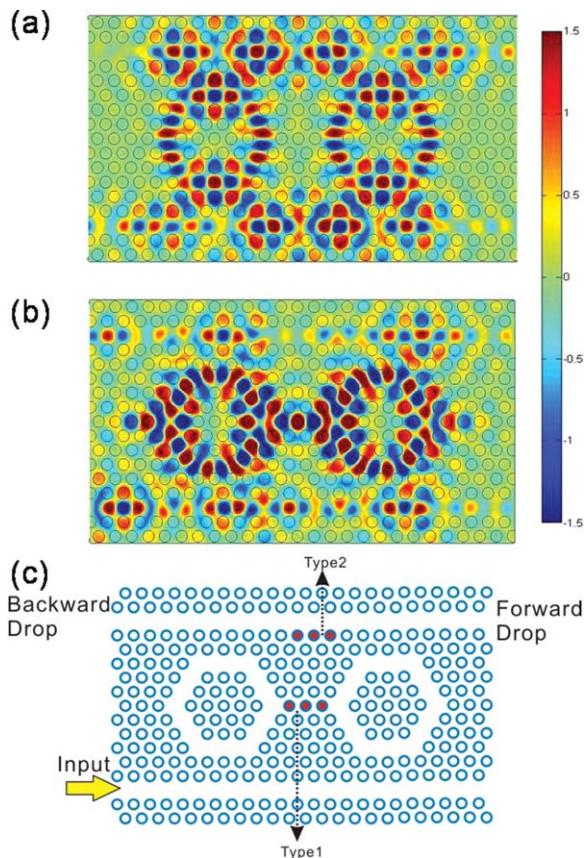 (a)
1.5
1
0.5
0
-0.5
-1
-1.5
(b)
(c)
Type2
Backward
Drop
Forward
Drop
Input
Type1